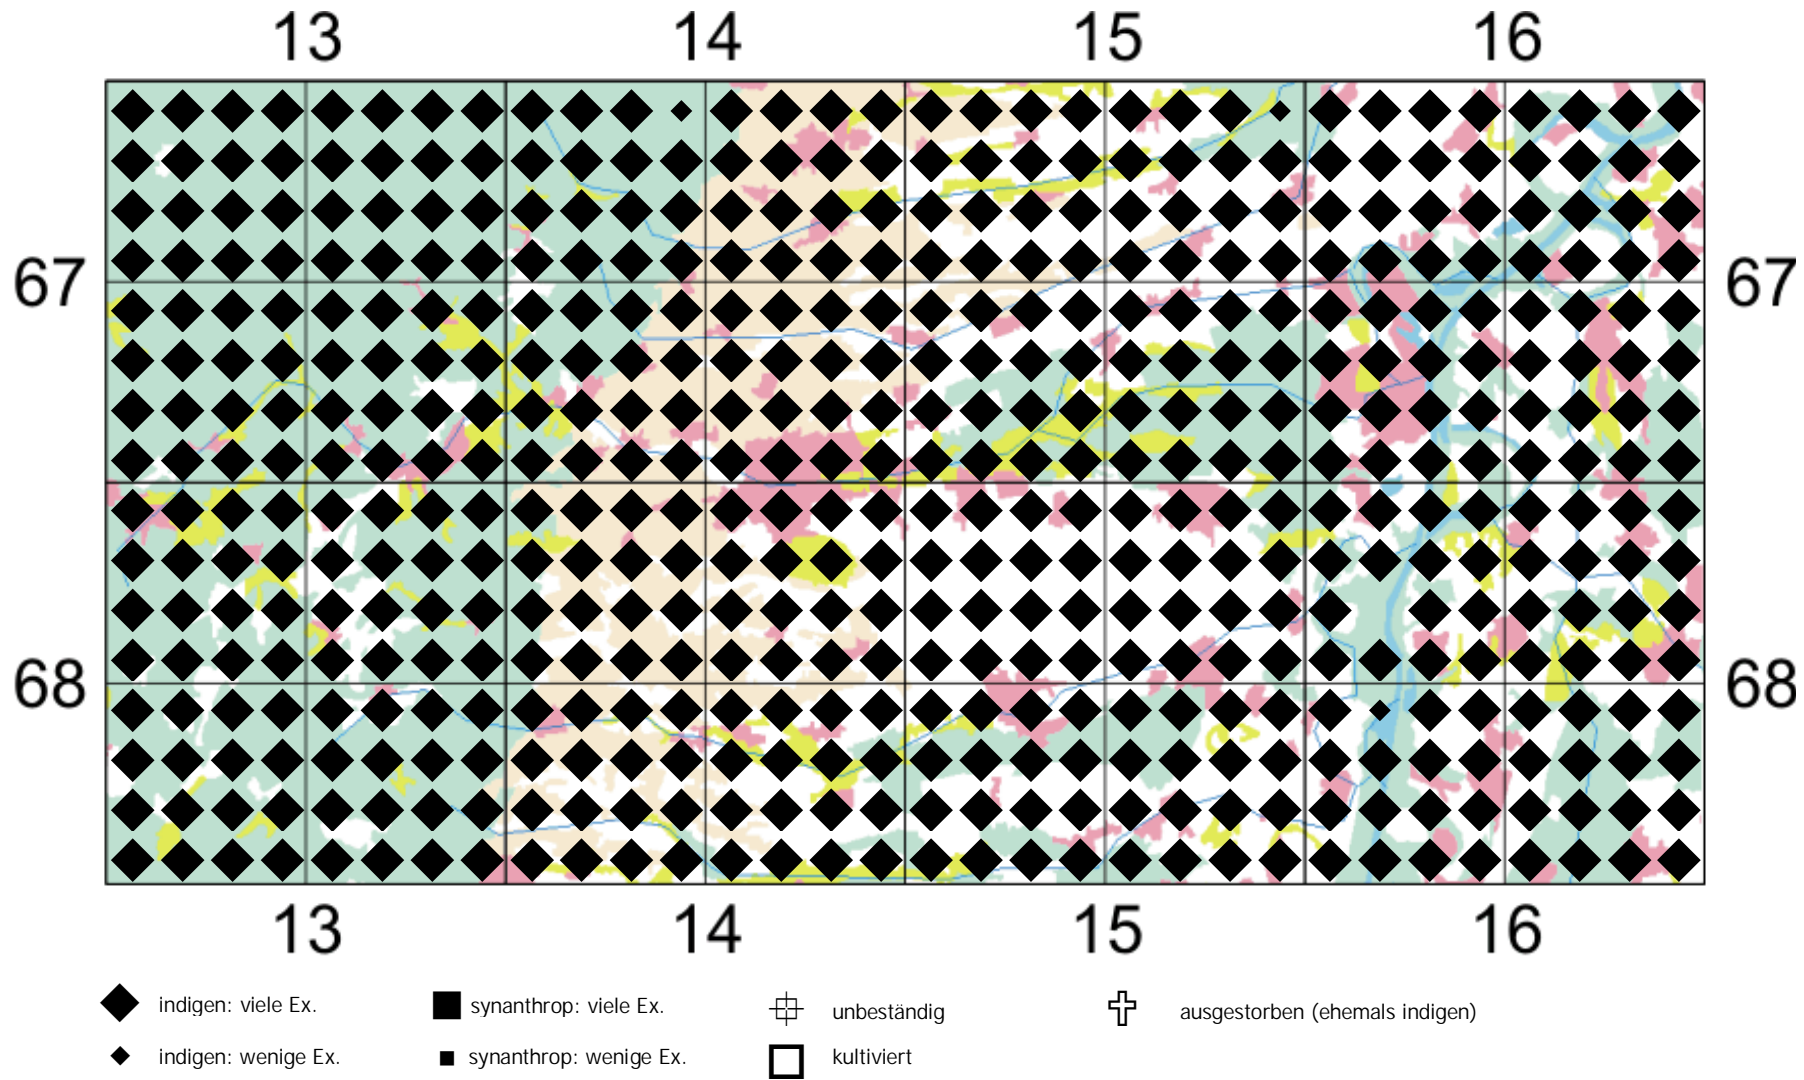 13 14 15 16
67 67
68 68
13 14 15 16
indigen: viele Ex. synanthrop: viele Ex. unbeständig ausgestorben (ehemals indigen)
indigen: wenige Ex. synanthrop: wenige Ex. kultiviert